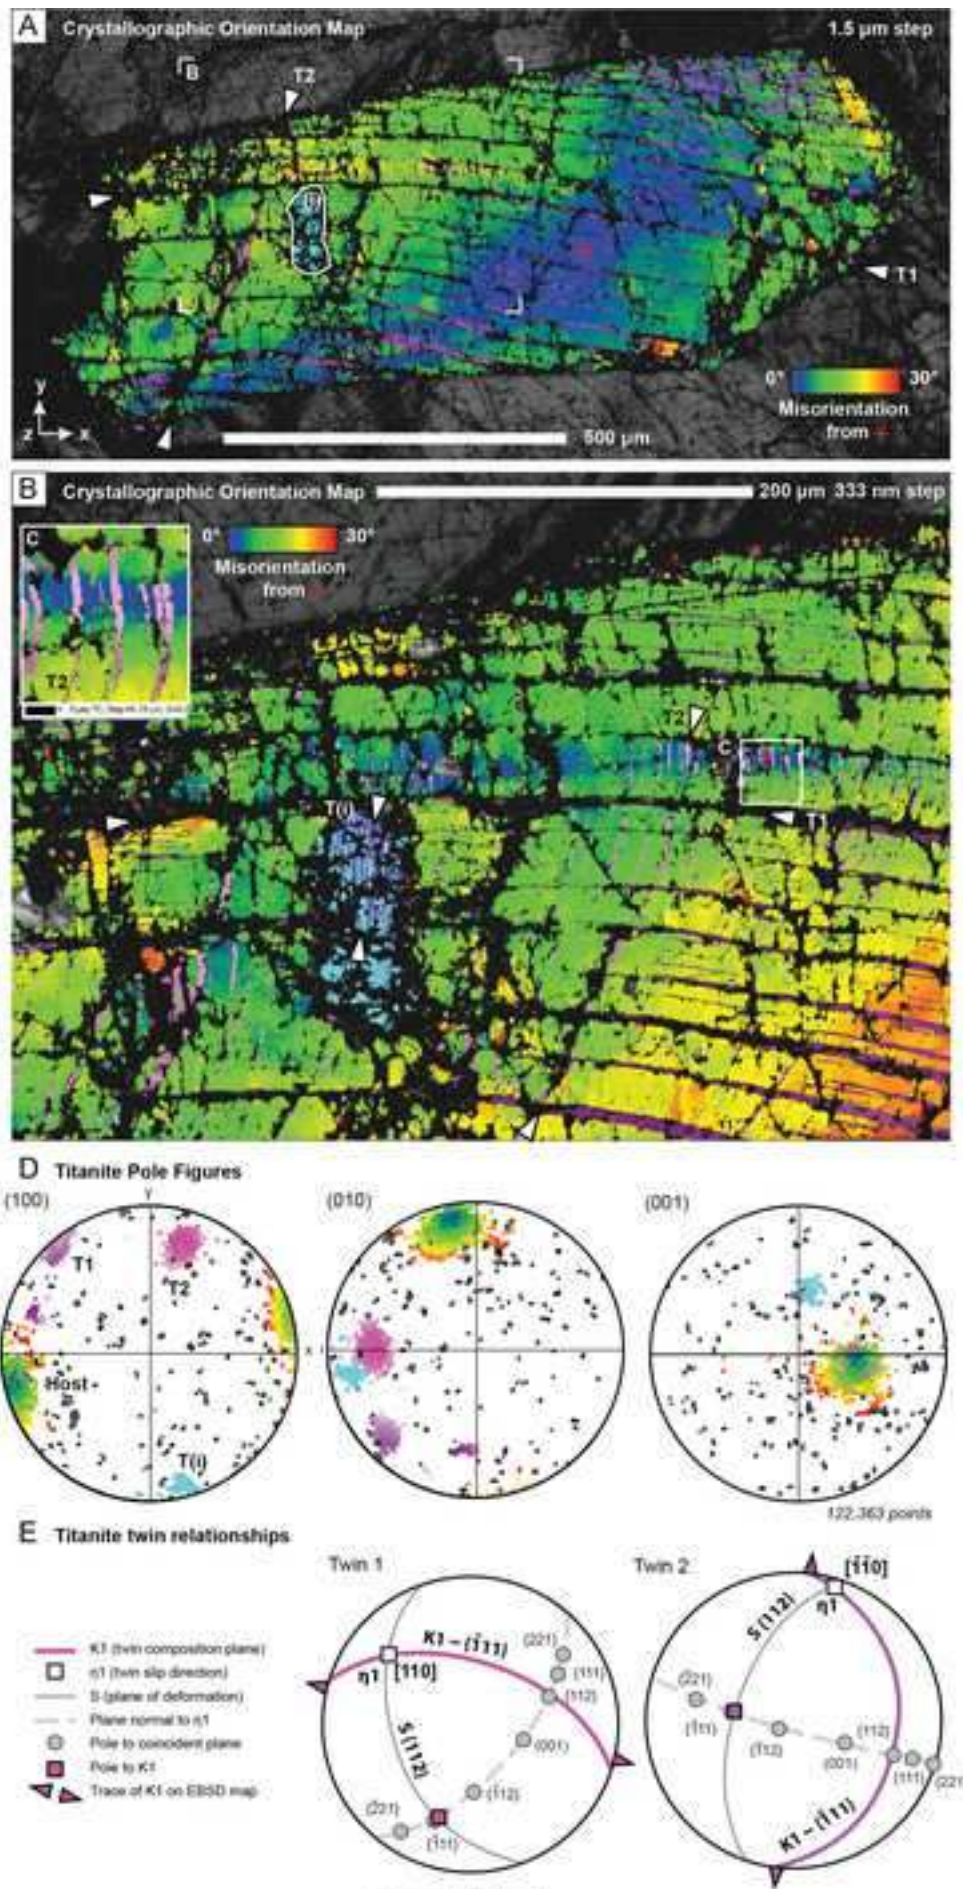 A Crystallographic Orientation Map 1.5 µm step
B
T2
T(i)
T1
y
z x
0° 30°
Misorientation
from +
500 µm
B Crystallographic Orientation Map 200 µm 333 nm step
C
0° 30°
Misorientation
from
T2
T2
C
T(i)
T1
D Titanite Pole Figures
(100) Y (010) (001)
T1
T2
x
Host
T(i)
122,363 points
E Titanite twin relationships
Twin 1 Twin 2
K1 (twin composition plane)
η1 (twin slip direction)
S (plane of deformation)
Plane normal to η1
Pole to coincident plane
Pole to K1
Trace of K1 on EBSD map
K1 – (1̄11)
(221)
(111)
(112)
η1 [110]
S (112)
(001)
(1̄12)
(2̄21)
(1̄11)
[1̄1̄0]
η1
S (112)
(2̄21)
(1̄11)
(1̄12)
(112)
(001)
(111)
(221)
K1 – (1̄11)